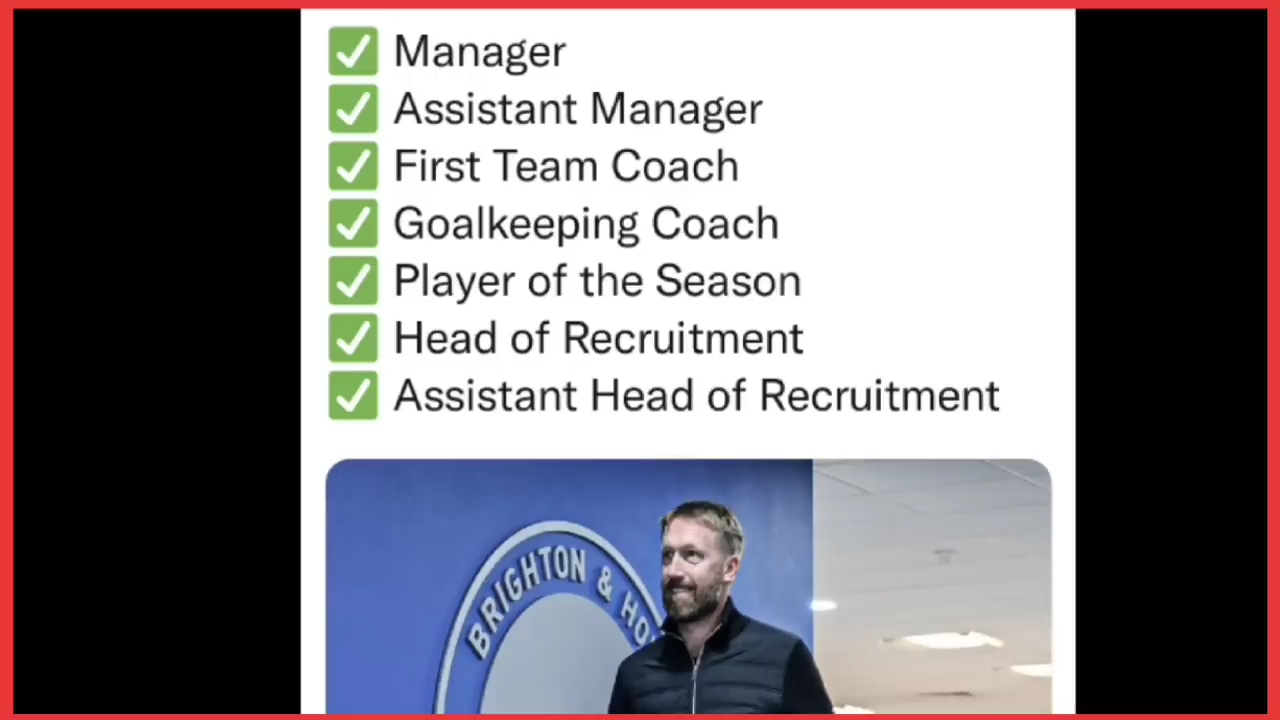 Manager
Assistant Manager
First Team Coach
Goalkeeping Coach
Player of the Season
Head of Recruitment
Assistant Head of Recruitment
BRIGHTON & HO